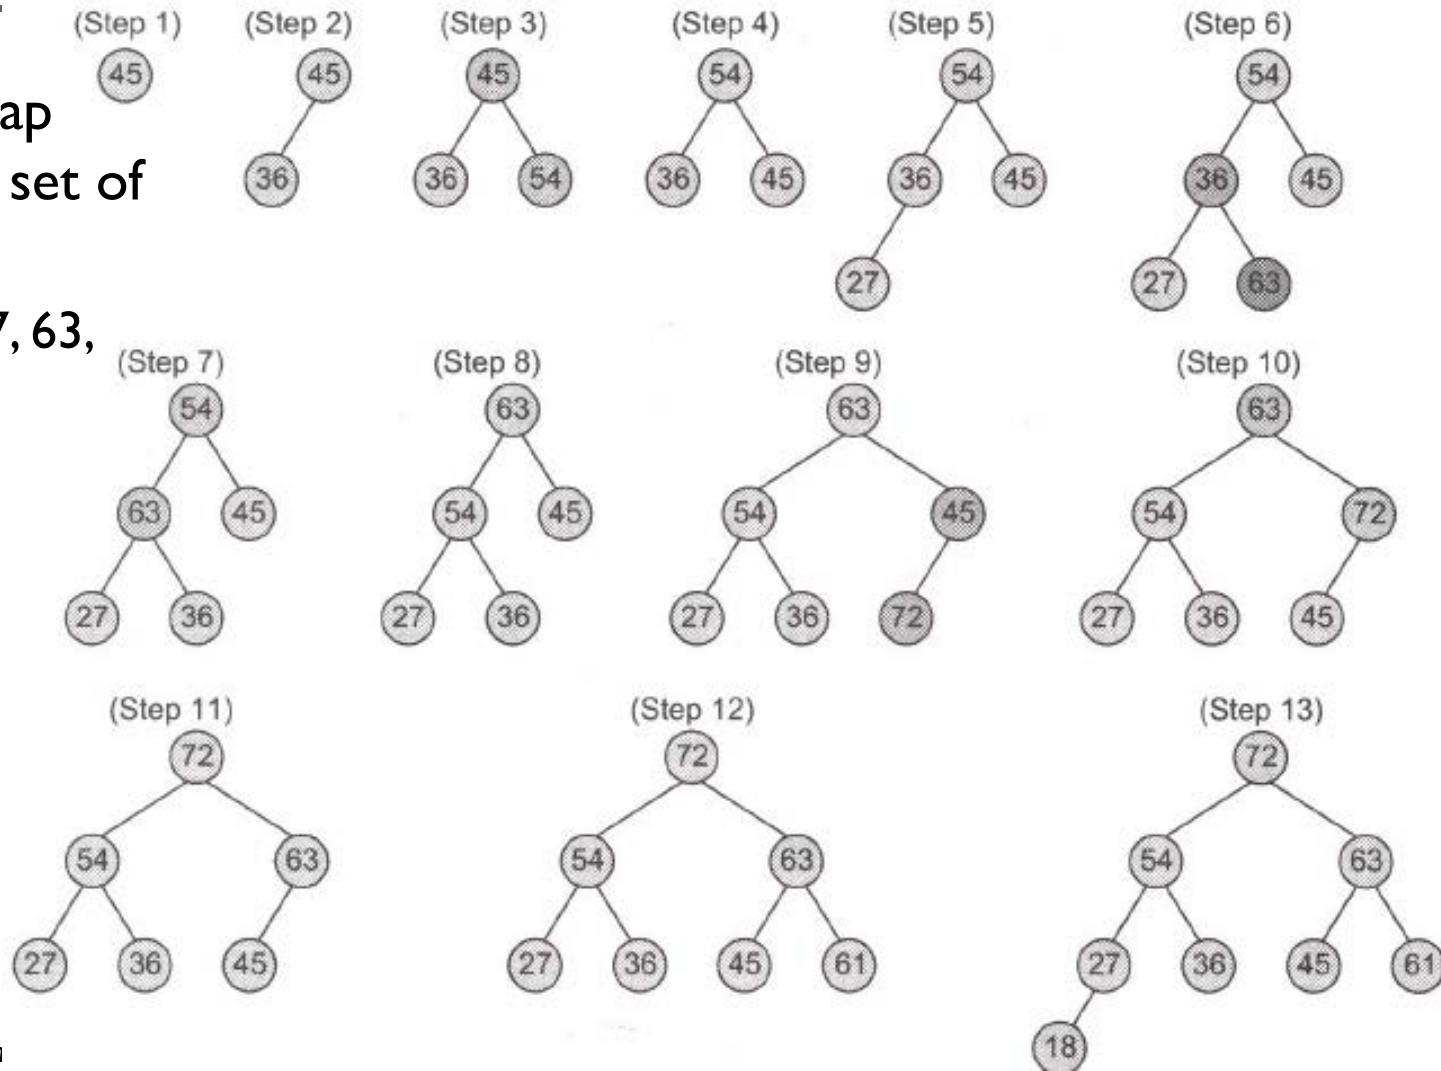 (Step 1) (Step 2) (Step 3) (Step 4) (Step 5) (Step 6)
45 45 45 54 54 54
ap
set of
36 36 54 36 45 36 45 36 45
27 27 63
7, 63,
(Step 7) (Step 8) (Step 9) (Step 10)
54 63 63 63
63 45 54 45 54 45 54 72
27 36 27 36 27 36 72 27 36 45
(Step 11) (Step 12) (Step 13)
72 72 72
54 63 54 63 54 63
27 36 45 27 36 45 61 27 36 45 61
18